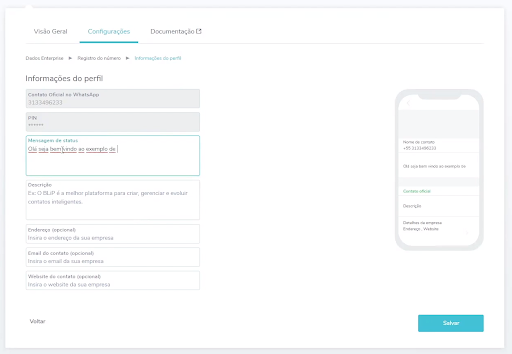 Visão Geral
Configurações
Documentação
Dados Enterprise
Registro do número
Informações do perfil
Informações do perfil
Contato Oficial no WhatsApp
3133496233
PIN
******
Mensagem de status
Olá seja bem vindo ao exemplo de
Descrição
Ex: O BLiP é a melhor plataforma para criar, gerenciar e evoluir
contatos inteligentes.
Endereço (opcional)
Insira o endereço da sua empresa
Email do contato (opcional)
Insira o email da sua empresa
Website do contato (opcional)
Insira o website da sua empresa
Nome do contato
+55 3133496233
Olá seja bem vindo ao exemplo de
Contato oficial
Descrição
Detalhes da empresa
Endereço , Website
Voltar
Salvar